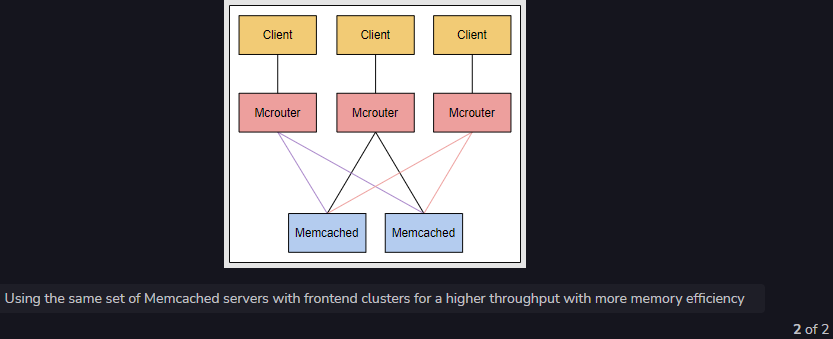 Client Client Client
Mcrouter Mcrouter Mcrouter
Memcached Memcached
Using the same set of Memcached servers with frontend clusters for a higher throughput with more memory efficiency
2 of 2